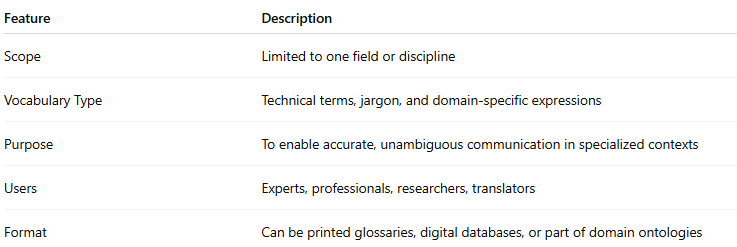 Feature Description
Scope Limited to one field or discipline
Vocabulary Type Technical terms, jargon, and domain-specific expressions
Purpose To enable accurate, unambiguous communication in specialized contexts
Users Experts, professionals, researchers, translators
Format Can be printed glossaries, digital databases, or part of domain ontologies